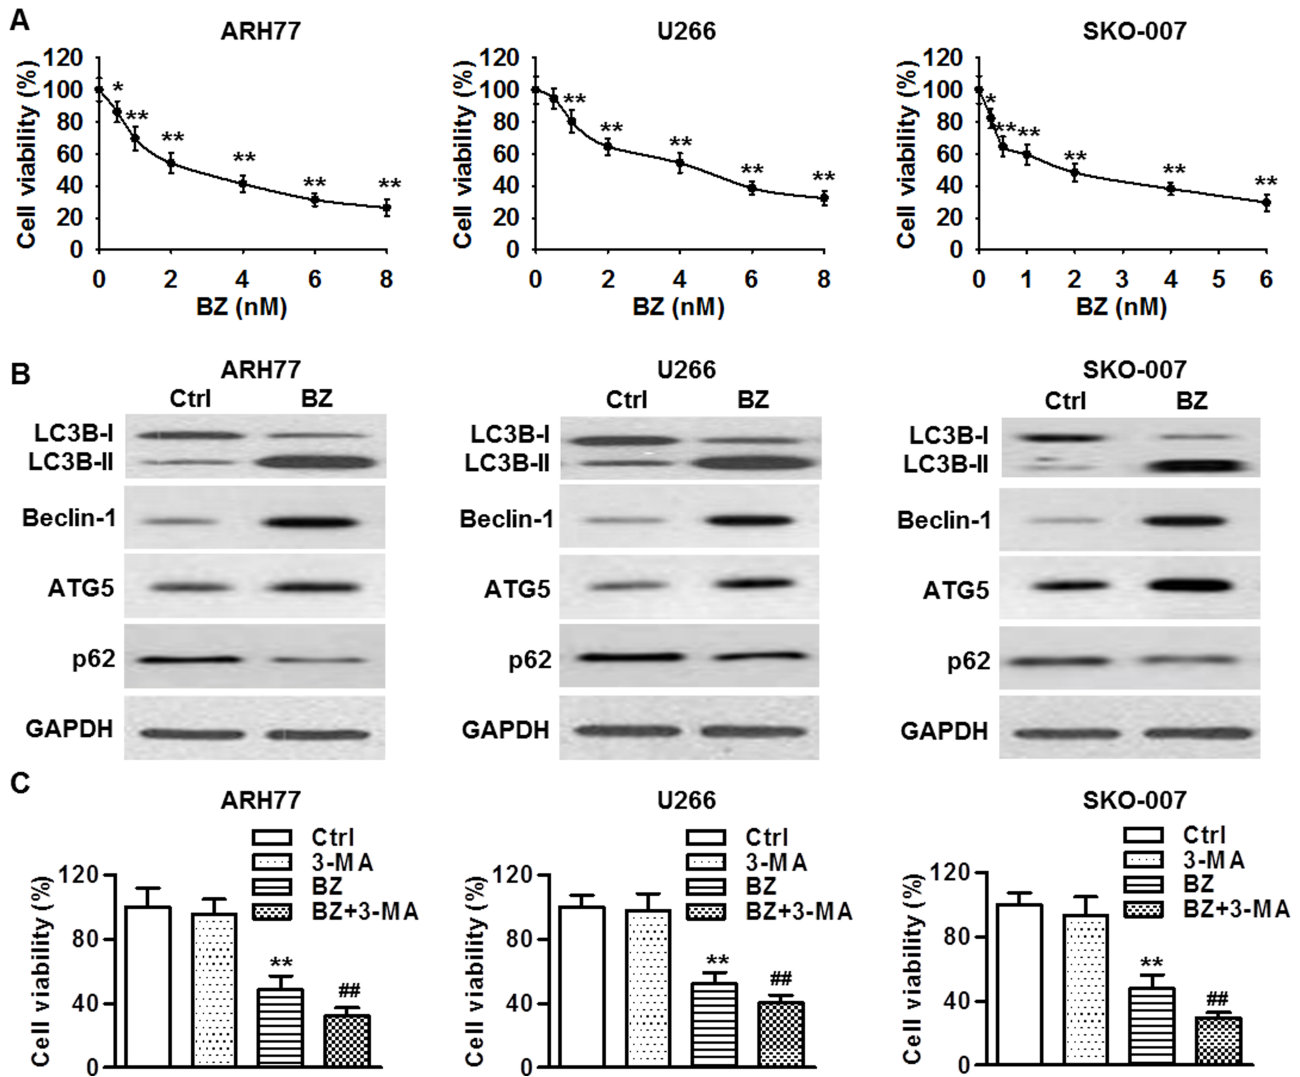 A
ARH77
U266
SKO-007
Cell viability (%)
120
100
80
60
40
20
0
*
**
**
**
**
**
0 2 4 6 8
BZ (nM)
Cell viability (%)
120
100
80
60
40
20
0
**
**
**
**
**
0 2 4 6 8
BZ (nM)
Cell viability (%)
120
100
80
60
40
20
0
*
**
**
**
**
**
0 1 2 3 4 5 6
BZ (nM)
B
ARH77
Ctrl BZ
LC3B-I
LC3B-II
Beclin-1
ATG5
p62
GAPDH
U266
Ctrl BZ
LC3B-I
LC3B-II
Beclin-1
ATG5
p62
GAPDH
SKO-007
Ctrl BZ
LC3B-I
LC3B-II
Beclin-1
ATG5
p62
GAPDH
C
ARH77
Ctrl
3-MA
BZ
BZ+3-MA
Cell viability (%)
120
80
40
0
**
##
U266
Ctrl
3-MA
BZ
BZ+3-MA
Cell viability (%)
120
80
40
0
**
##
SKO-007
Ctrl
3-MA
BZ
BZ+3-MA
Cell viability (%)
120
80
40
0
**
##